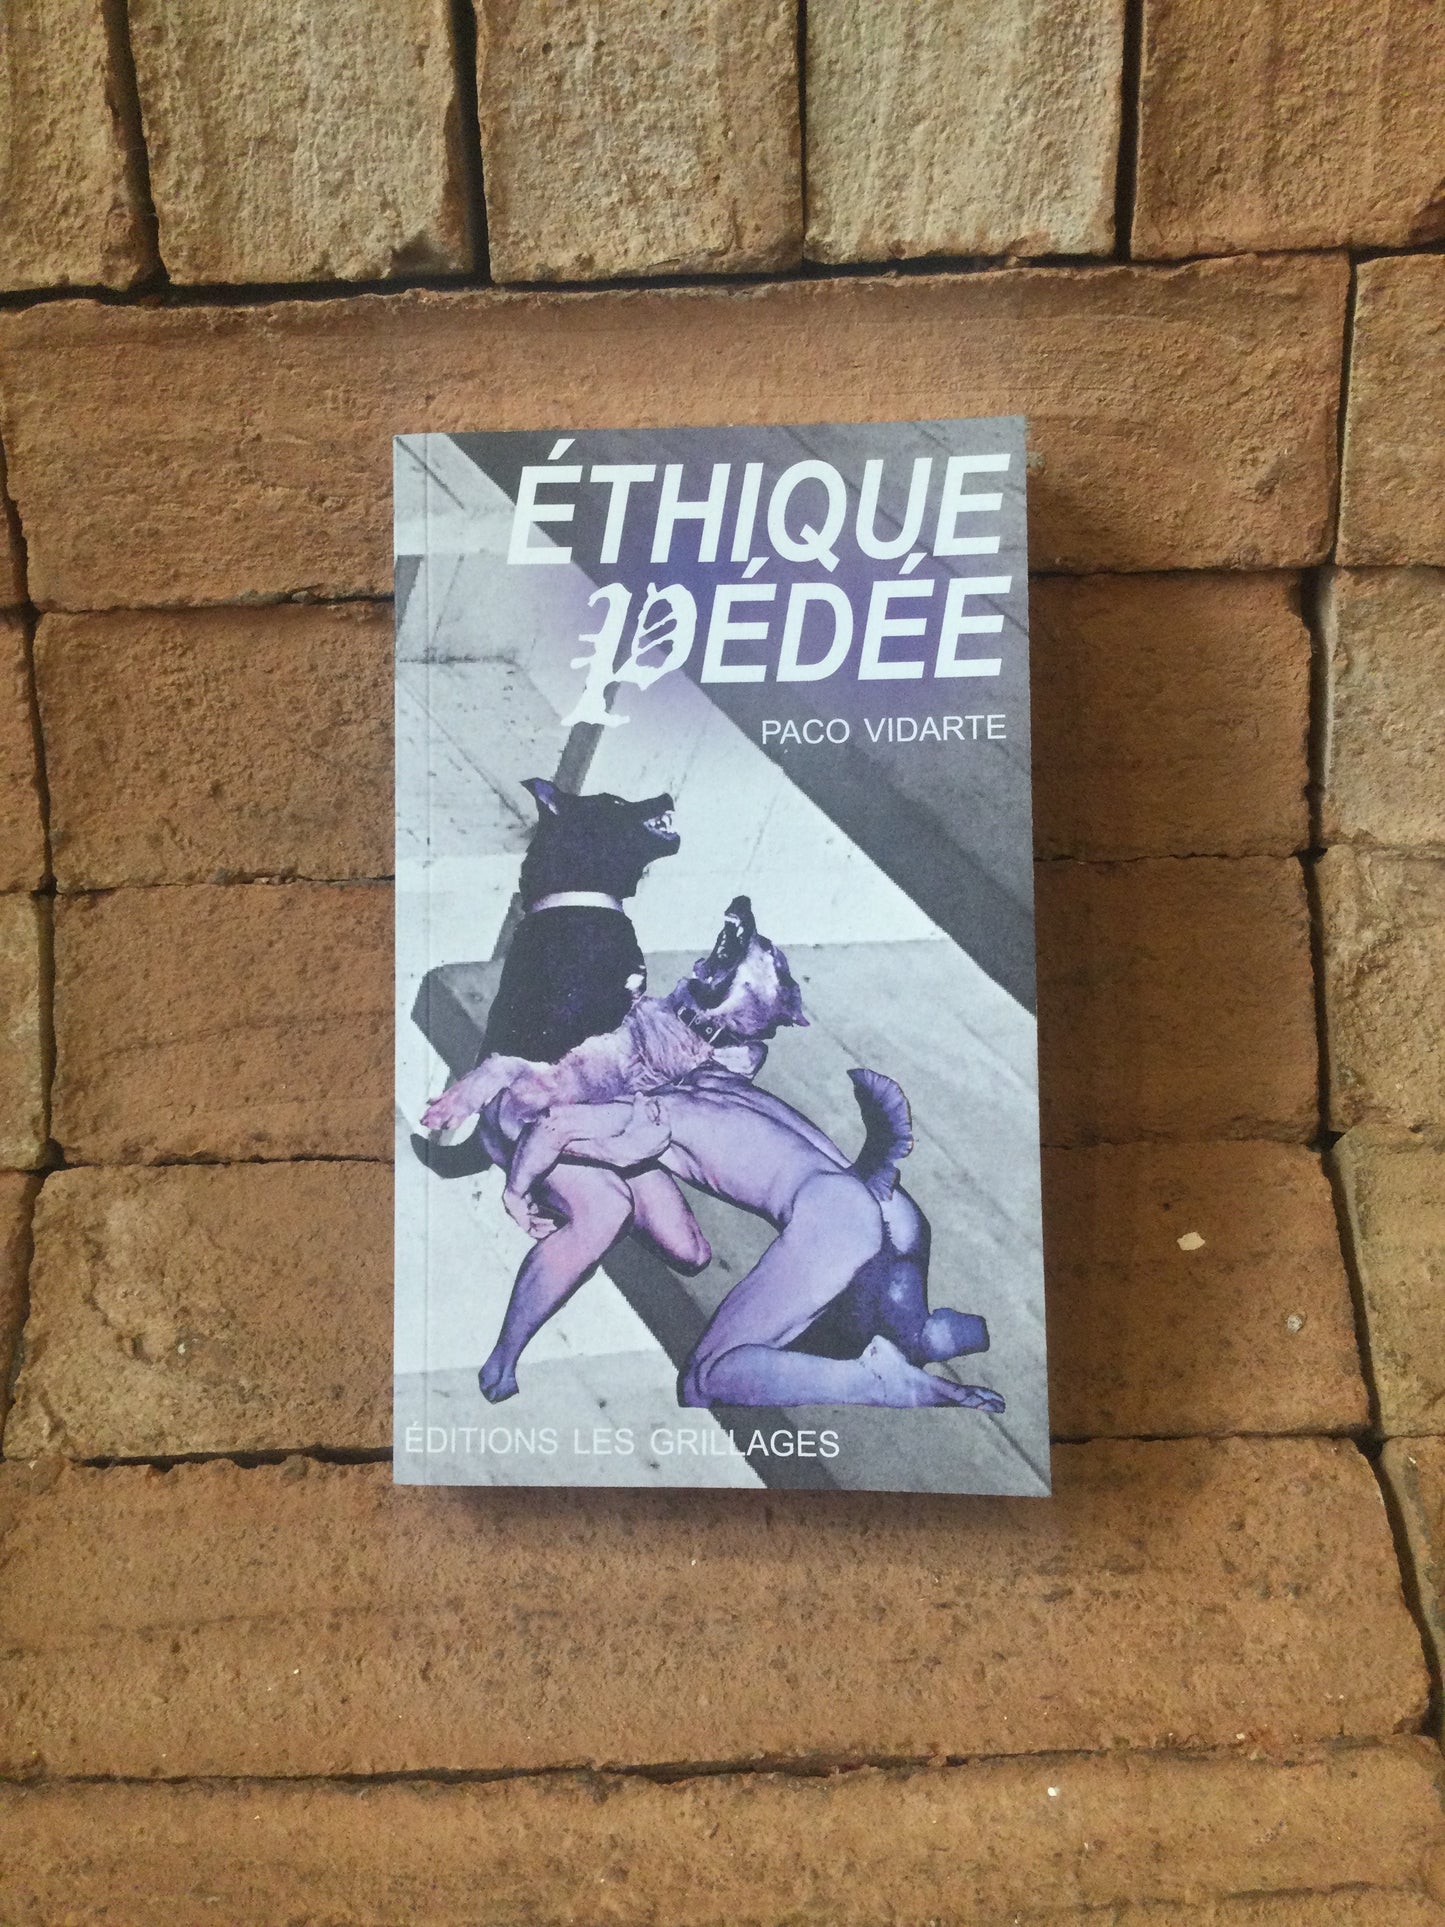 ÉTHIQUE
PÉDÉE
PACO VIDARTE
ÉDITIONS LES GRILLAGES